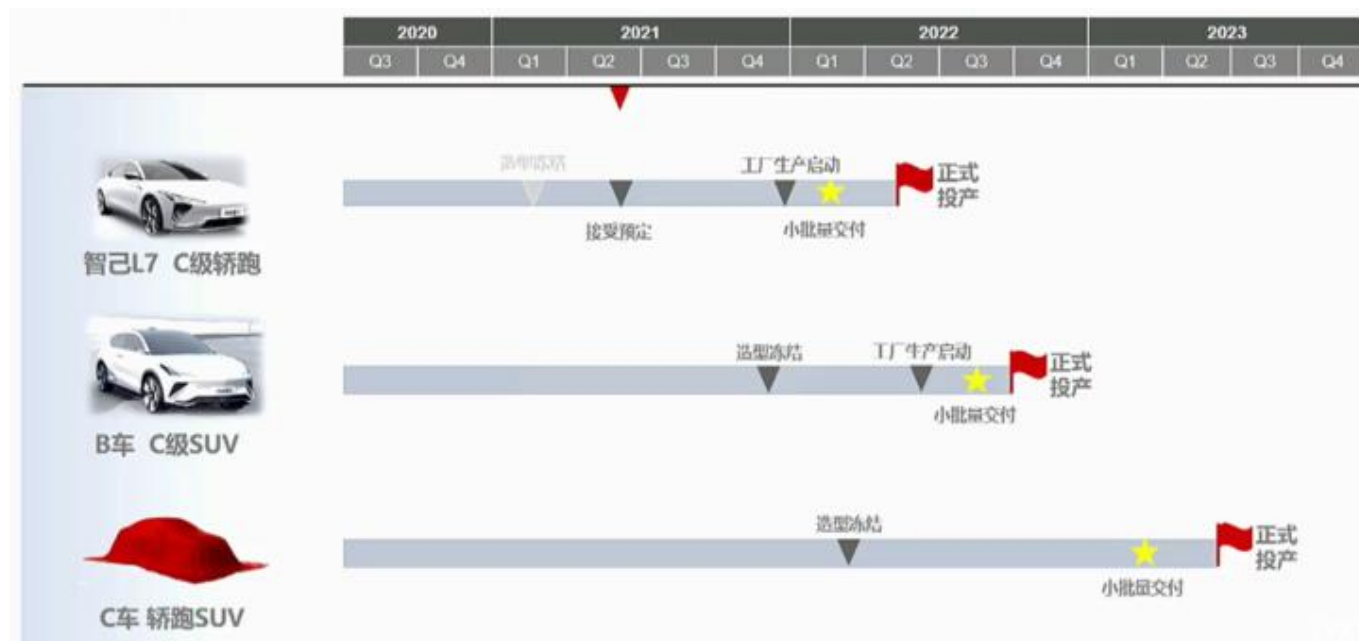 2020 2021 2022 2023
Q3 Q4 Q1 Q2 Q3 Q4 Q1 Q2 Q3 Q4 Q1 Q2 Q3 Q4
造型冻结
工厂生产启动
正式
投产
接受预定
小批量交付
智己L7 C级轿跑
造型冻结
工厂生产启动
正式
投产
小批量交付
B车 C级SUV
造型冻结
正式
投产
小批量交付
C车 轿跑SUV